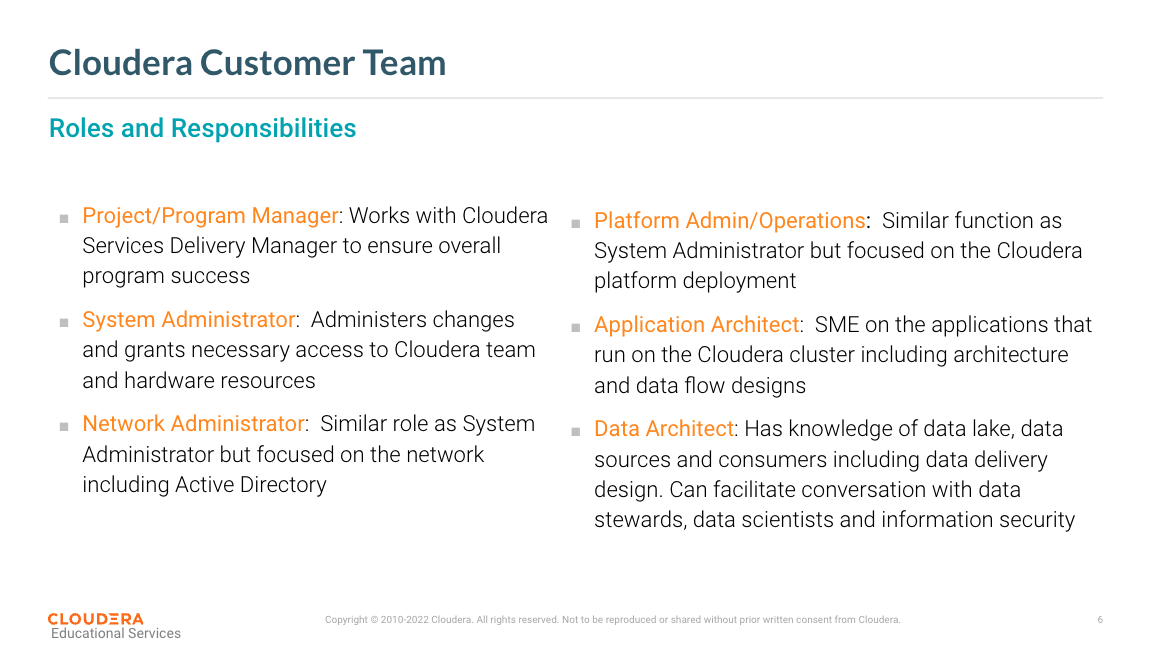 Cloudera Customer Team
Roles and Responsibilities
Project/Program Manager: Works with Cloudera
Services Delivery Manager to ensure overall
program success
System Administrator:  Administers changes
and grants necessary access to Cloudera team
and hardware resources
Network Administrator:  Similar role as System
Administrator but focused on the network
including Active Directory
Platform Admin/Operations:  Similar function as
System Administrator but focused on the Cloudera
platform deployment
Application Architect:  SME on the applications that
run on the Cloudera cluster including architecture
and data flow designs
Data Architect: Has knowledge of data lake, data
sources and consumers including data delivery
design. Can facilitate conversation with data
stewards, data scientists and information security
CLOUDERA
Educational Services
Copyright © 2010-2022 Cloudera. All rights reserved. Not to be reproduced or shared without prior written consent from Cloudera.
6